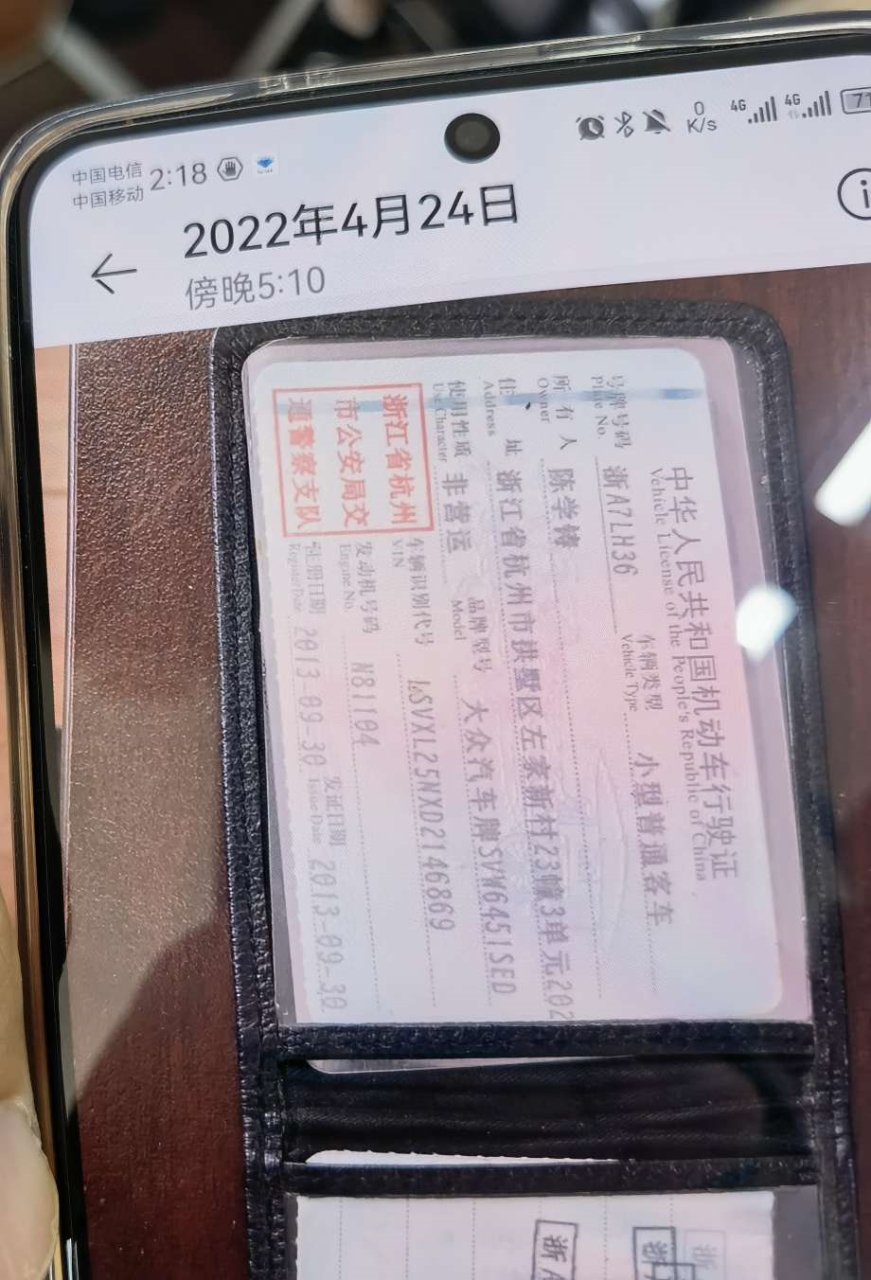 中国电信
中国移动
2:18
0
K/s
4G
4G
71
2022年4月24日
傍晚5:10
中华人民共和国机动车行驶证
Vehicle License of the People's Republic of China
号牌号码 浙A7LH36 车辆类型 小型普通客车
Plate No. Vehicle Type
所有人 陈学铸
Owner
住 址 浙江省杭州市拱墅区左家新村23幢3单元202
Address
使用性质 非营运 品牌型号 大众汽车牌SVW6451SED
Use Character Model
浙江省杭州
市公安局交
通警察支队
车辆识别代号 LSVXL25NXD2146869
VIN
发动机号码 N81104
Engine No.
注册日期 2013-09-30 发证日期 2013-09-30
Register Date Issue Date
浙A
浙
浙